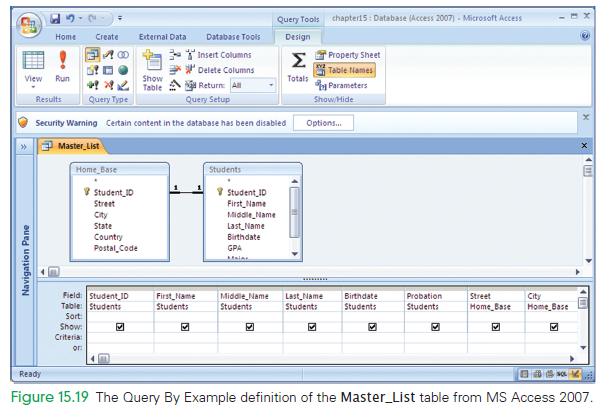 Query Tools chapter15 : Database (Access 2007) - Microsoft Access
Home Create External Data Database Tools Design
View Run Show Table Insert Columns Delete Columns Return: All Totals Property Sheet Table Names Parameters
Results Query Type Query Setup Show/Hide
Security Warning Certain content in the database has been disabled Options...
Master_List
Navigation Pane
Home_Base
*
Student_ID
Street
City
State
Country
Postal_Code
1 1
Students
*
Student_ID
First_Name
Middle_Name
Last_Name
Birthdate
GPA
Field: Student_ID First_Name Middle_Name Last_Name Birthdate Probation Street City
Table: Students Students Students Students Students Students Home_Base Home_Base
Sort:
Show:
Criteria:
or:
Ready SQL
Figure 15.19 The Query By Example definition of the Master_List table from MS Access 2007.